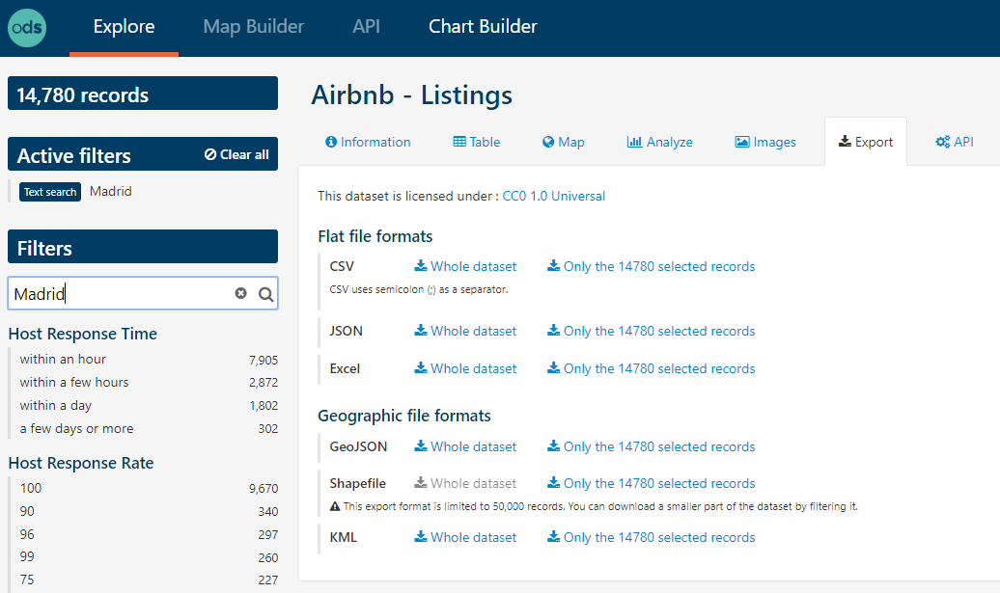 ods Explore Map Builder API Chart Builder
14,780 records
Active filters Clear all
Text search Madrid
Filters
Madrid
Host Response Time
within an hour 7,905
within a few hours 2,872
within a day 1,802
a few days or more 302
Host Response Rate
100 9,670
90 340
96 297
99 260
75 227
Airbnb - Listings
Information Table Map Analyze Images Export API
This dataset is licensed under : CC0 1.0 Universal
Flat file formats
CSV Whole dataset Only the 14780 selected records
CSV uses semicolon (;) as a separator.
JSON Whole dataset Only the 14780 selected records
Excel Whole dataset Only the 14780 selected records
Geographic file formats
GeoJSON Whole dataset Only the 14780 selected records
Shapefile Whole dataset Only the 14780 selected records
This export format is limited to 50,000 records. You can download a smaller part of the dataset by filtering it.
KML Whole dataset Only the 14780 selected records